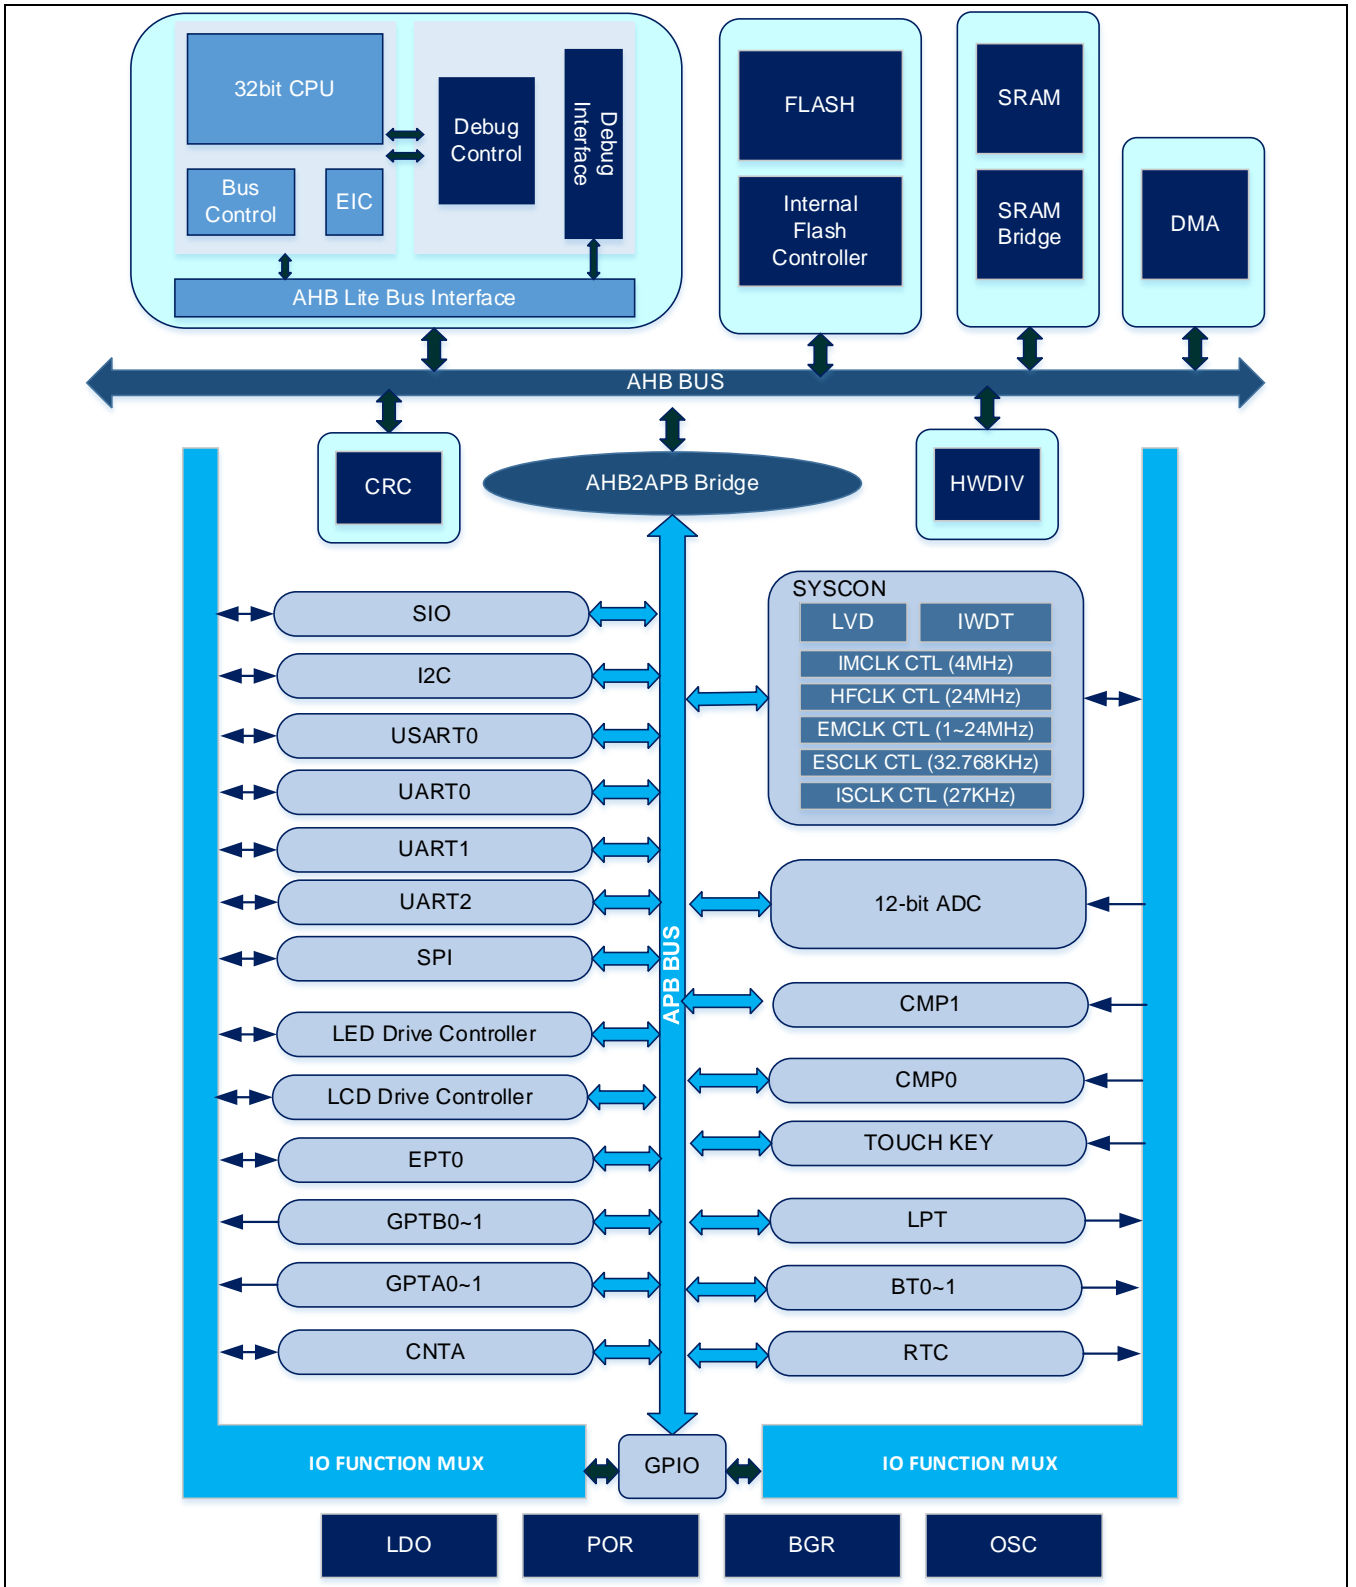 32bit CPU
Debug
Control
Debug
Interface
Bus
Control
EIC
AHB Lite Bus Interface
FLASH
Internal
Flash
Controller
SRAM
SRAM
Bridge
DMA
AHB BUS
CRC
AHB2APB Bridge
HWDIV
SIO
I2C
USART0
UART0
UART1
UART2
SPI
LED Drive Controller
LCD Drive Controller
EPT0
GPTB0~1
GPTA0~1
CNTA
APB BUS
SYSCON
LVD
IWDT
IMCLK CTL (4MHz)
HFCLK CTL (24MHz)
EMCLK CTL (1~24MHz)
ESCLK CTL (32.768KHz)
ISCLK CTL (27KHz)
12-bit ADC
CMP1
CMP0
TOUCH KEY
LPT
BT0~1
RTC
IO FUNCTION MUX
GPIO
IO FUNCTION MUX
LDO
POR
BGR
OSC